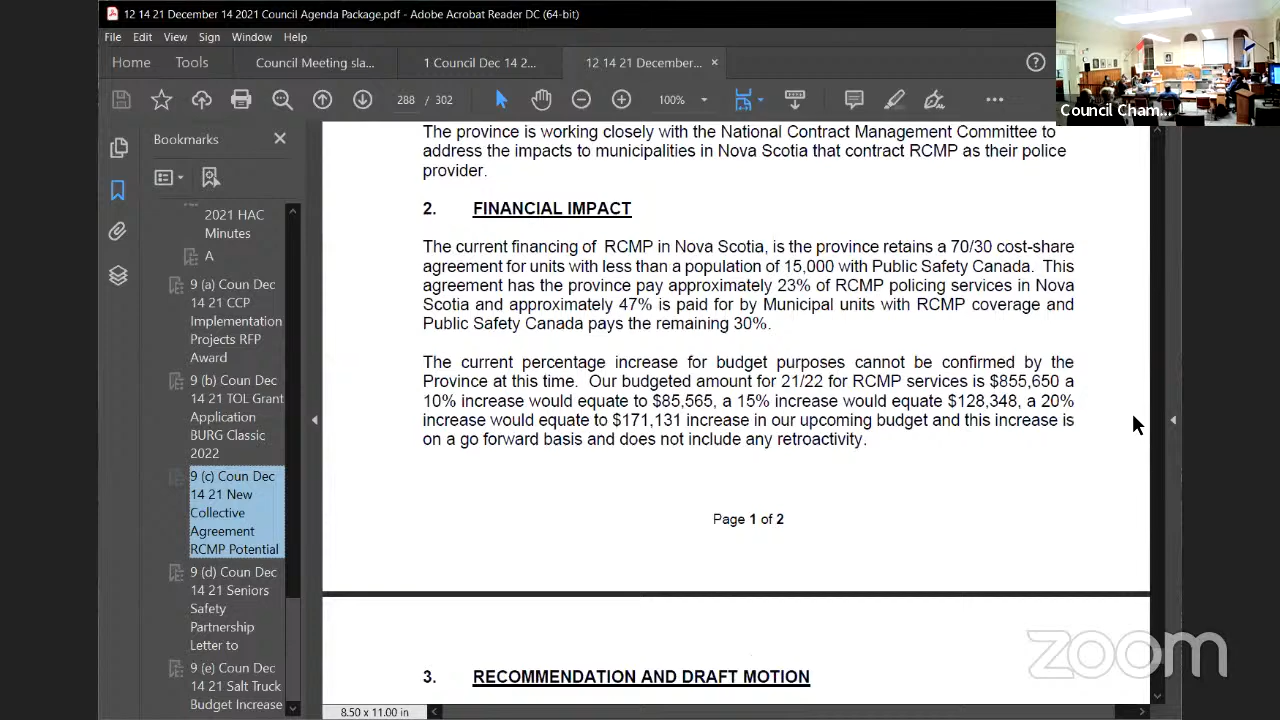 12 14 21 December 14 2021 Council Agenda Package.pdf - Adobe Acrobat Reader DC (64-bit)
File Edit View Sign Window Help
Home Tools Council Meeting sla... 1 Council Dec 14 2... 12 14 21 December... ×
288 / 302 100%
Council Cham...
Bookmarks
2021 HAC
Minutes
A
9 (a) Coun Dec
14 21 CCP
Implementation
Projects RFP
Award
9 (b) Coun Dec
14 21 TOL Grant
Application
BURG Classic
2022
9 (c) Coun Dec
14 21 New
Collective
Agreement
RCMP Potential
9 (d) Coun Dec
14 21 Seniors
Safety
Partnership
Letter to
9 (e) Coun Dec
14 21 Salt Truck
Budget Increase
The province is working closely with the National Contract Management Committee to
address the impacts to municipalities in Nova Scotia that contract RCMP as their police
provider.
2. FINANCIAL IMPACT
The current financing of RCMP in Nova Scotia, is the province retains a 70/30 cost-share
agreement for units with less than a population of 15,000 with Public Safety Canada. This
agreement has the province pay approximately 23% of RCMP policing services in Nova
Scotia and approximately 47% is paid for by Municipal units with RCMP coverage and
Public Safety Canada pays the remaining 30%.
The current percentage increase for budget purposes cannot be confirmed by the
Province at this time. Our budgeted amount for 21/22 for RCMP services is $855,650 a
10% increase would equate to $85,565, a 15% increase would equate $128,348, a 20%
increase would equate to $171,131 increase in our upcoming budget and this increase is
on a go forward basis and does not include any retroactivity.
Page 1 of 2
3. RECOMMENDATION AND DRAFT MOTION
8.50 x 11.00 in
zoom